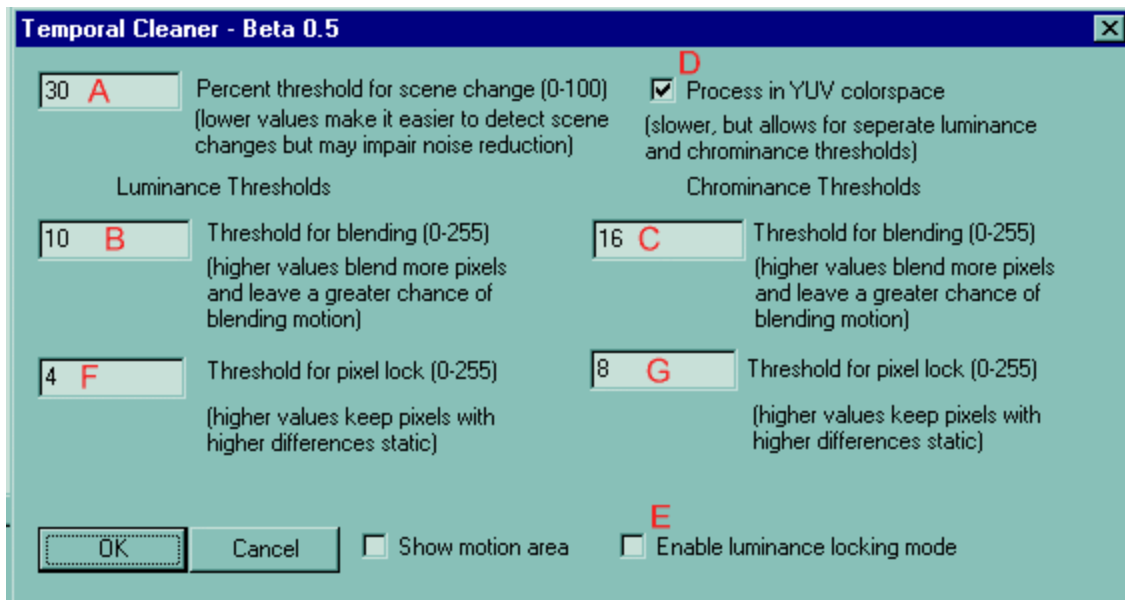 Temporal Cleaner - Beta 0.5
30 A
Percent threshold for scene change (0-100)
(lower values make it easier to detect scene
changes but may impair noise reduction)
D
Process in YUV colorspace
(slower, but allows for seperate luminance
and chrominance thresholds)
Luminance Thresholds
Chrominance Thresholds
10 B
Threshold for blending (0-255)
(higher values blend more pixels
and leave a greater chance of
blending motion)
16 C
Threshold for blending (0-255)
(higher values blend more pixels
and leave a greater chance of
blending motion)
4 F
Threshold for pixel lock (0-255)
(higher values keep pixels with
higher differences static)
8 G
Threshold for pixel lock (0-255)
(higher values keep pixels with
higher differences static)
OK
Cancel
Show motion area
E
Enable luminance locking mode